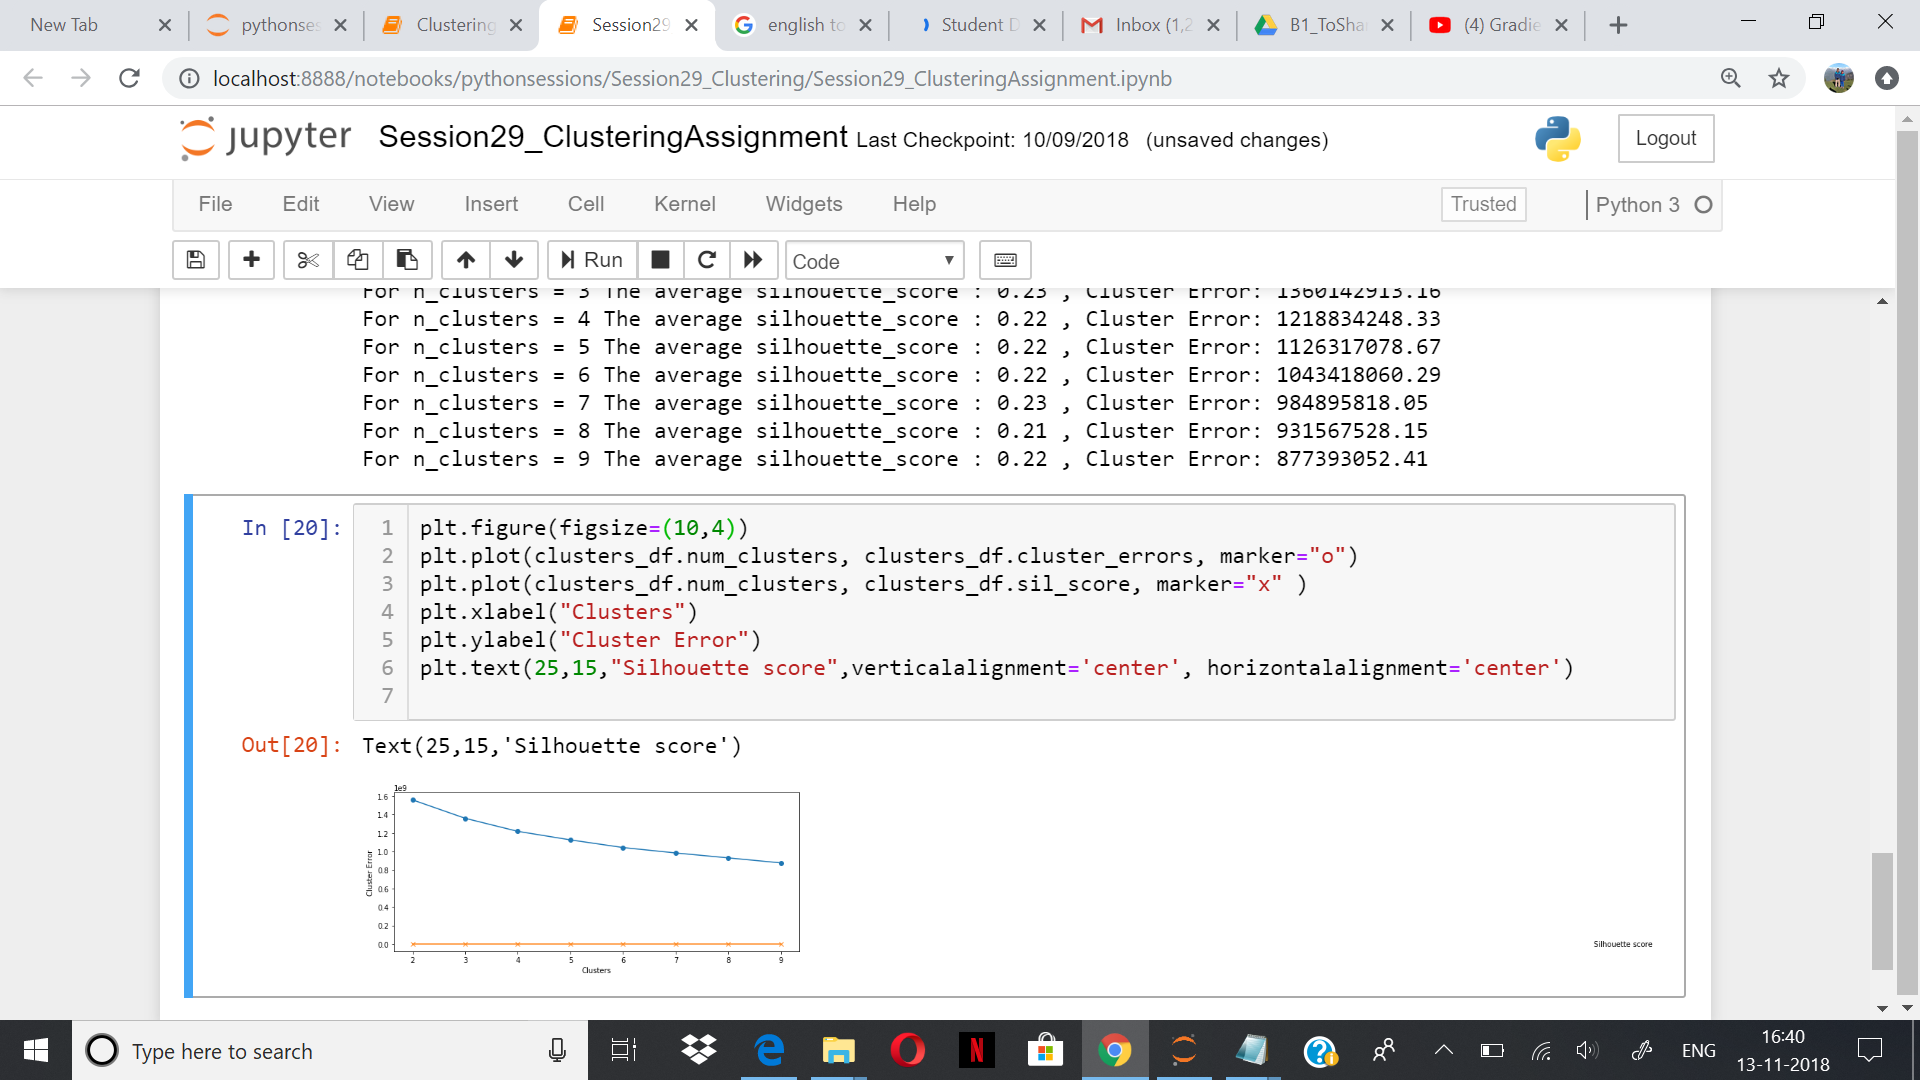 New Tab
pythonses
Clustering
Session29
english to
Student D
Inbox (1,2
B1_ToSha
(4) Gradie
localhost:8888/notebooks/pythonsessions/Session29_Clustering/Session29_ClusteringAssignment.ipynb
jupyter Session29_ClusteringAssignment Last Checkpoint: 10/09/2018 (unsaved changes)
Logout
File Edit View Insert Cell Kernel Widgets Help
Trusted
Python 3
Run
Code
For n_clusters = 3 The average silhouette_score : 0.23 , Cluster Error: 1360142913.16
For n_clusters = 4 The average silhouette_score : 0.22 , Cluster Error: 1218834248.33
For n_clusters = 5 The average silhouette_score : 0.22 , Cluster Error: 1126317078.67
For n_clusters = 6 The average silhouette_score : 0.22 , Cluster Error: 1043418060.29
For n_clusters = 7 The average silhouette_score : 0.23 , Cluster Error: 984895818.05
For n_clusters = 8 The average silhouette_score : 0.21 , Cluster Error: 931567528.15
For n_clusters = 9 The average silhouette_score : 0.22 , Cluster Error: 877393052.41
In [20]:
1 plt.figure(figsize=(10,4))
2 plt.plot(clusters_df.num_clusters, clusters_df.cluster_errors, marker="o")
3 plt.plot(clusters_df.num_clusters, clusters_df.sil_score, marker="x" )
4 plt.xlabel("Clusters")
5 plt.ylabel("Cluster Error")
6 plt.text(25,15,"Silhouette score",verticalalignment='center', horizontalalignment='center')
7
Out[20]: Text(25,15,'Silhouette score')
1e9
1.6
1.4
1.2
1.0
0.8
0.6
0.4
0.2
0.0
Cluster Error
2 3 4 5 6 7 8 9
Clusters
Silhouette score
Type here to search
ENG
16:40
13-11-2018